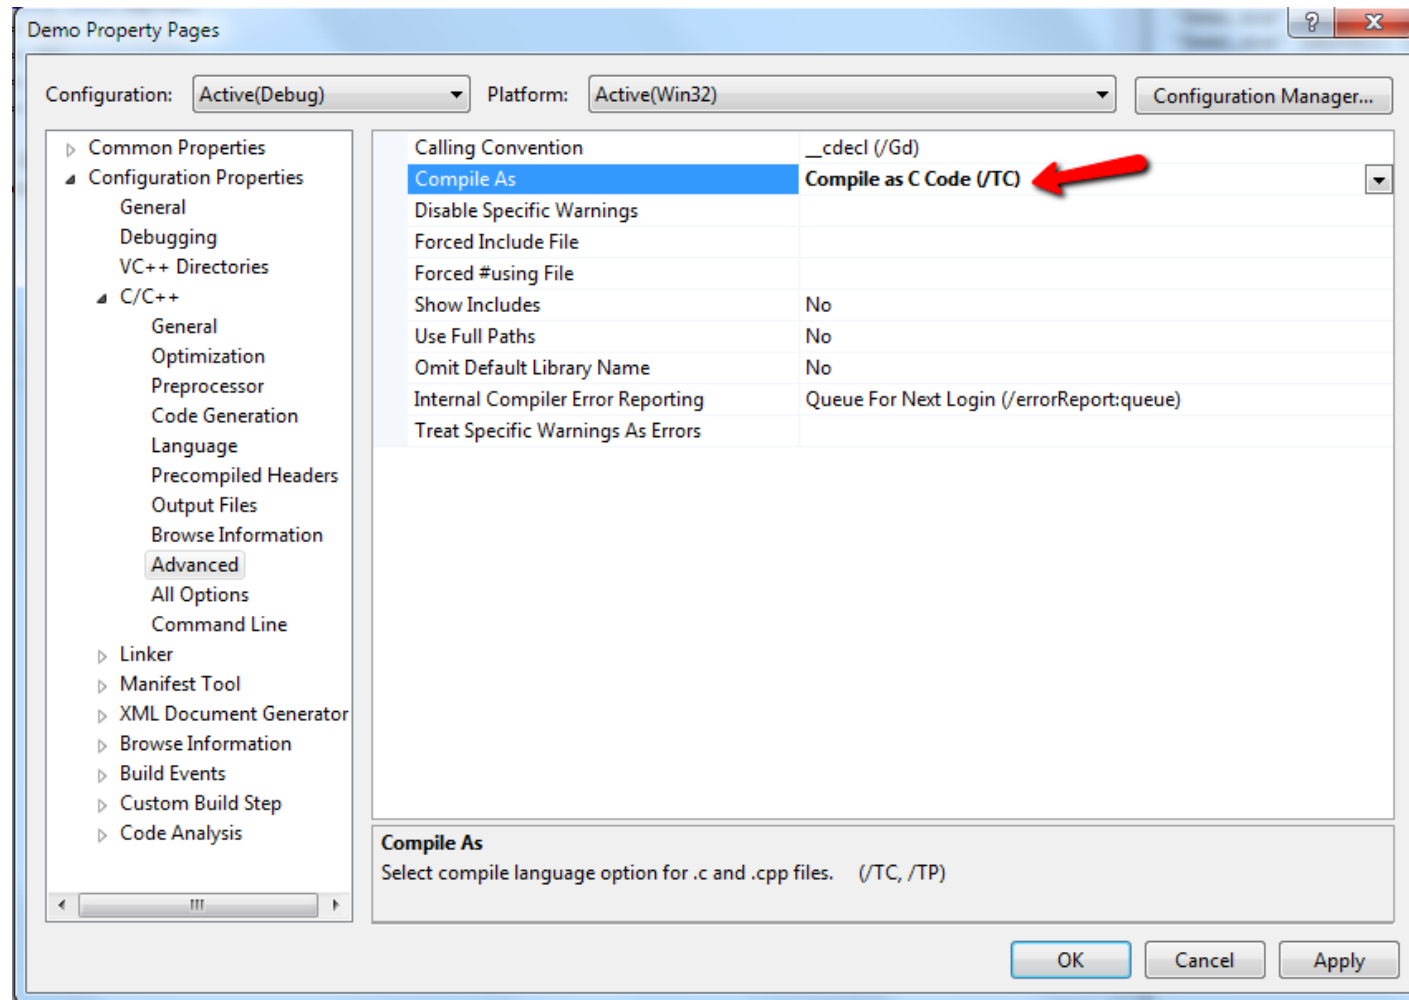 Demo Property Pages
Configuration: Active(Debug) Platform: Active(Win32) Configuration Manager...
Common Properties
Configuration Properties
General
Debugging
VC++ Directories
C/C++
General
Optimization
Preprocessor
Code Generation
Language
Precompiled Headers
Output Files
Browse Information
Advanced
All Options
Command Line
Linker
Manifest Tool
XML Document Generator
Browse Information
Build Events
Custom Build Step
Code Analysis
Calling Convention __cdecl (/Gd)
Compile As Compile as C Code (/TC)
Disable Specific Warnings
Forced Include File
Forced #using File
Show Includes No
Use Full Paths No
Omit Default Library Name No
Internal Compiler Error Reporting Queue For Next Login (/errorReport:queue)
Treat Specific Warnings As Errors
Compile As
Select compile language option for .c and .cpp files. (/TC, /TP)
OK Cancel Apply